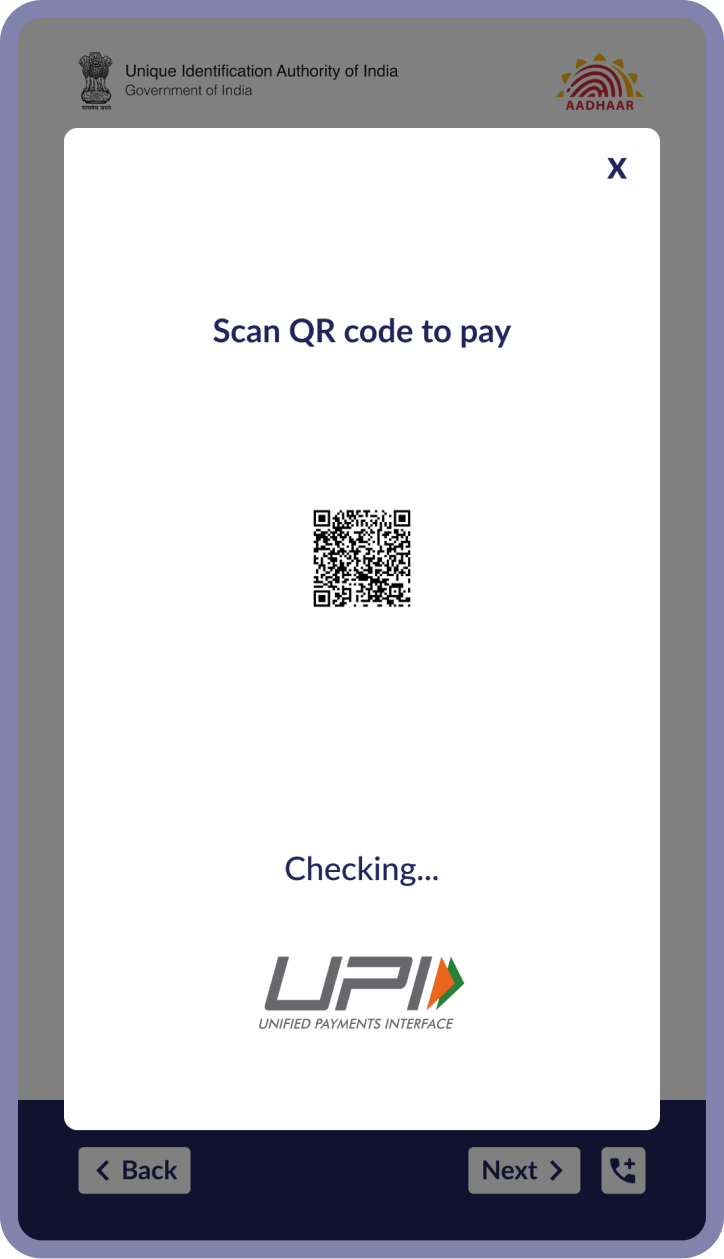 Unique Identification Authority of India
Government of India
सत्यमेव जयते
AADHAAR
X
Scan QR code to pay
Checking...
UPI
UNIFIED PAYMENTS INTERFACE
Back
Next